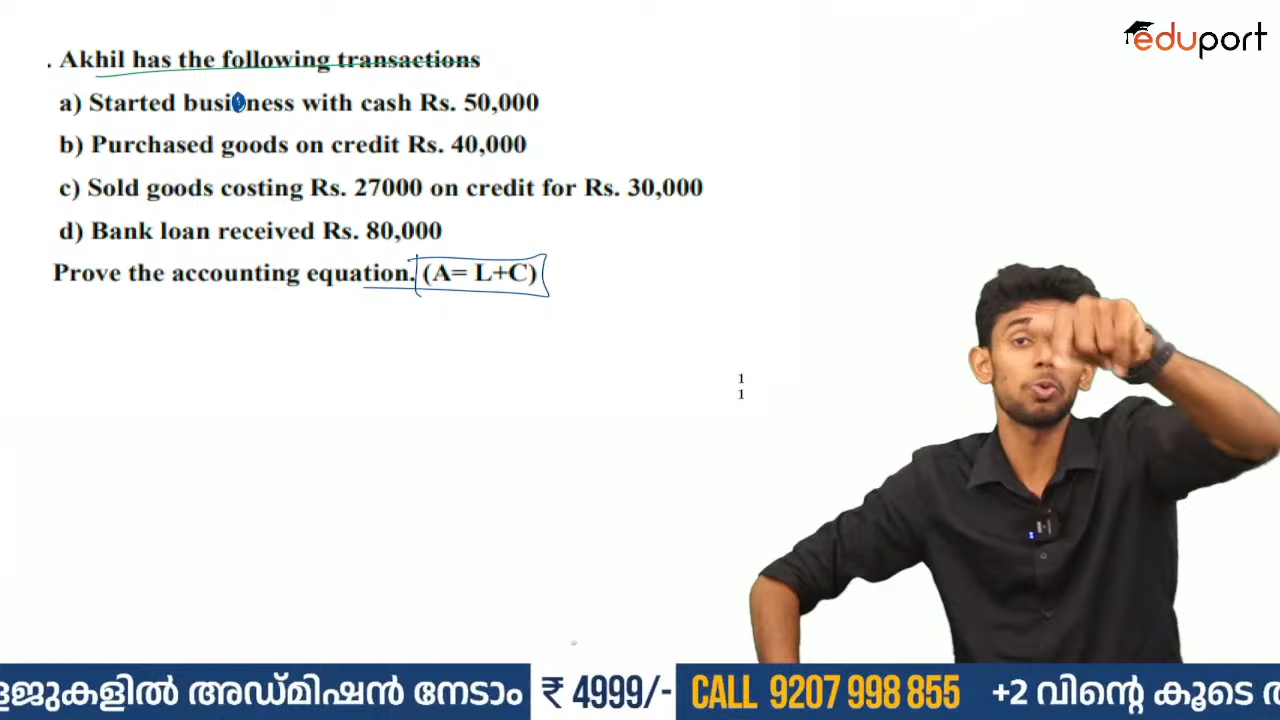 eduport
. Akhil has the following transactions
a) Started business with cash Rs. 50,000
b) Purchased goods on credit Rs. 40,000
c) Sold goods costing Rs. 27000 on credit for Rs. 30,000
d) Bank loan received Rs. 80,000
Prove the accounting equation. (A= L+C)
1
1
അഡ്മിഷൻ നേടാം ₹ 4999/- CALL 9207 998 855 +2 വിന്റെ കൂടെ